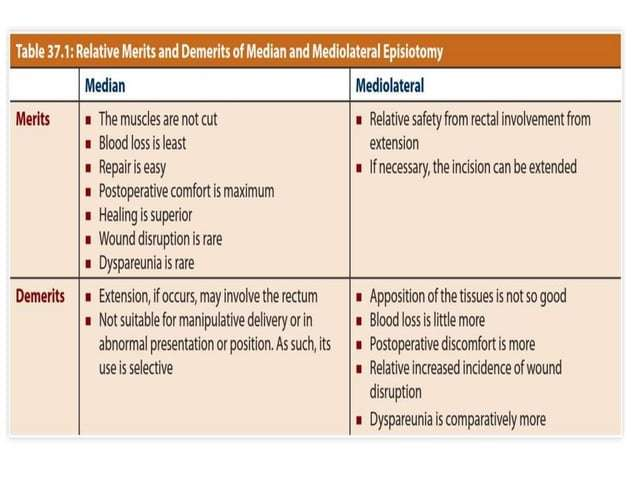 Table 37.1: Relative Merits and Demerits of Median and Mediolateral Episiotomy
Median
Mediolateral
Merits
■ The muscles are not cut
■ Blood loss is least
■ Repair is easy
■ Postoperative comfort is maximum
■ Healing is superior
■ Wound disruption is rare
■ Dyspareunia is rare
■ Relative safety from rectal involvement from
extension
■ If necessary, the incision can be extended
Demerits
■ Extension, if occurs, may involve the rectum
■ Not suitable for manipulative delivery or in
abnormal presentation or position. As such, its
use is selective
■ Apposition of the tissues is not so good
■ Blood loss is little more
■ Postoperative discomfort is more
■ Relative increased incidence of wound
disruption
■ Dyspareunia is comparatively more